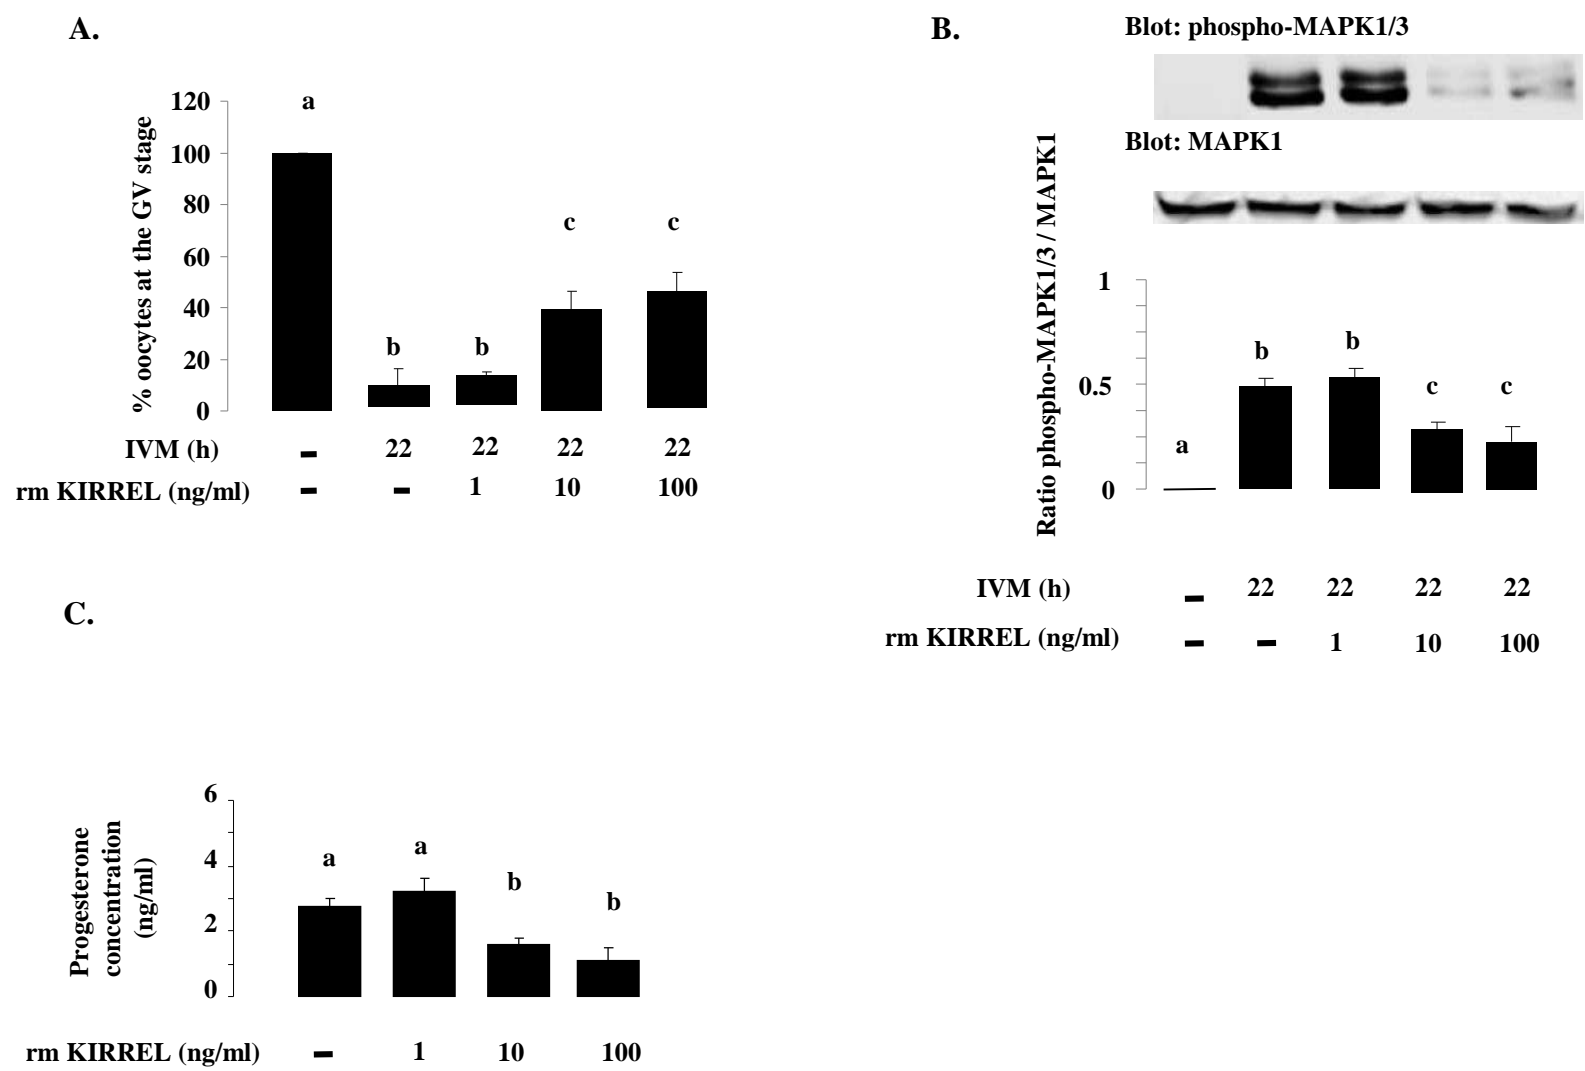 A.
% oocytes at the GV stage
120
100
80
60
40
20
0
a
b
b
c
c
IVM (h)
– 22 22 22 22
rm KIRREL (ng/ml)
– – 1 10 100
B.
Blot: phospho-MAPK1/3
Blot: MAPK1
Ratio phospho-MAPK1/3 / MAPK1
1
0.5
0
a
b
b
c
c
IVM (h)
– 22 22 22 22
rm KIRREL (ng/ml)
– – 1 10 100
C.
Progesterone
concentration
(ng/ml)
6
4
2
0
a
a
b
b
rm KIRREL (ng/ml)
– 1 10 100